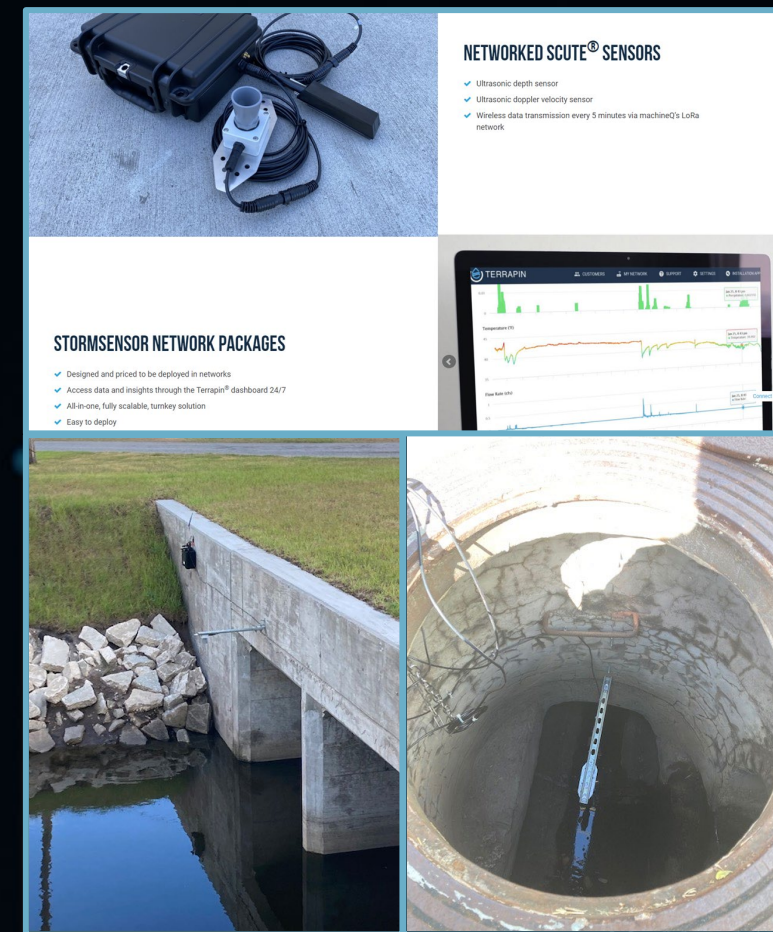 NETWORKED SCUTE® SENSORS
Ultrasonic depth sensor
Ultrasonic doppler velocity sensor
Wireless data transmission every 5 minutes via machineQ's LoRa
network
TERRAPIN
CUSTOMERS
MY NETWORK
SUPPORT
SETTINGS
INSTALLATION APP
Temperature (°F)
Flow Rate (cfs)
Connect
STORMSENSOR NETWORK PACKAGES
Designed and priced to be deployed in networks
Access data and insights through the Terrapin® dashboard 24/7
All-in-one, fully scalable, turnkey solution
Easy to deploy